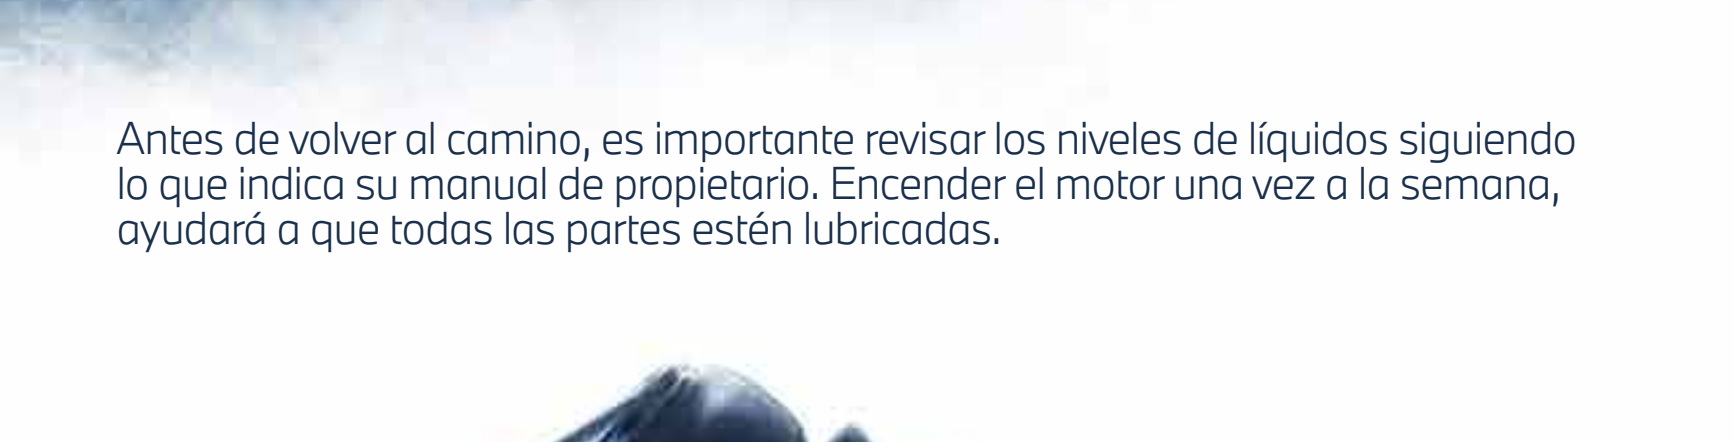 Antes de volver al camino, es importante revisar los niveles de líquidos siguiendo
lo que indica su manual de propietario. Encender el motor una vez a la semana,
ayudará a que todas las partes estén lubricadas.